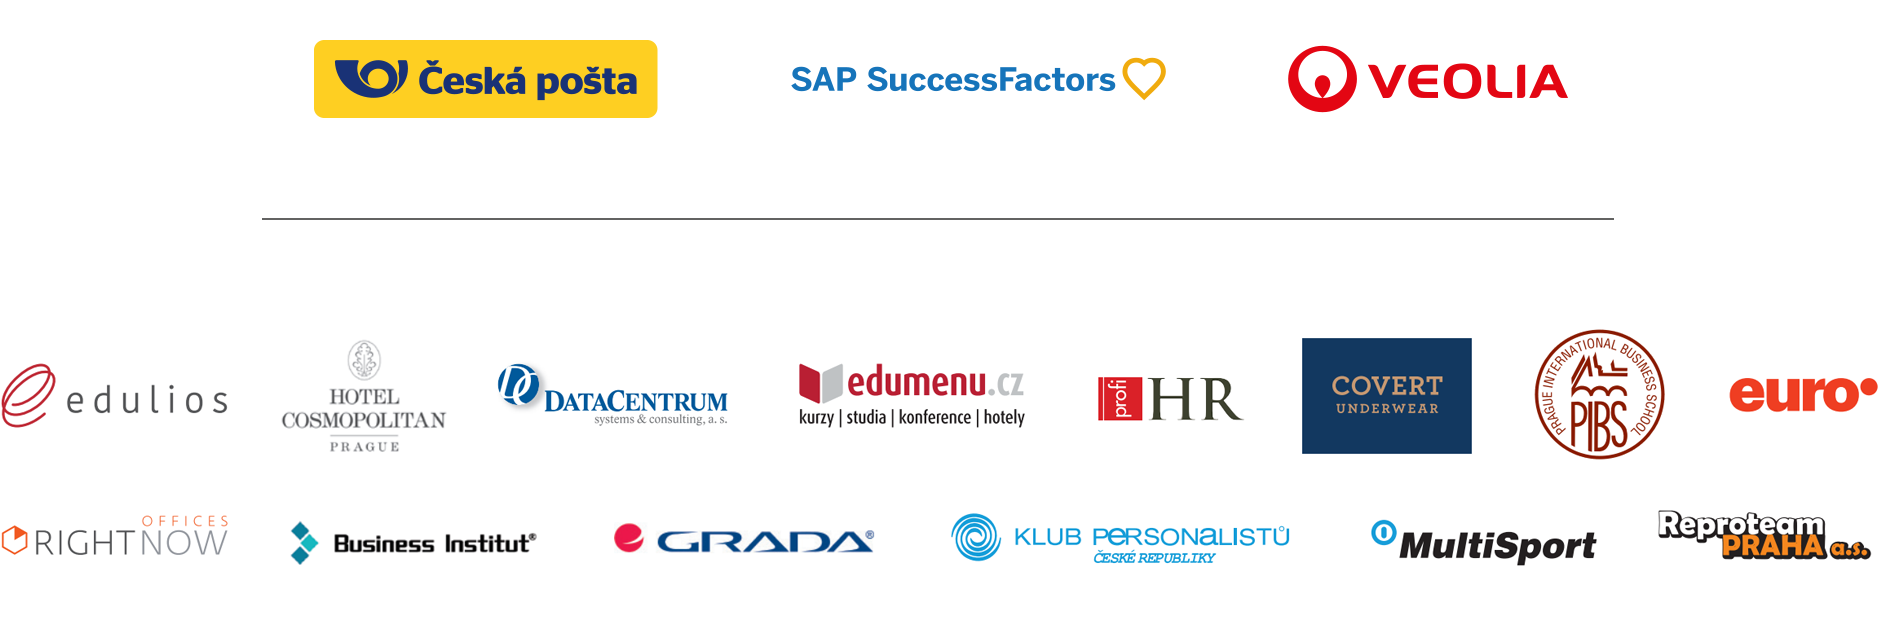 Česká pošta
SAP SuccessFactors
VEOLIA
edulios
HOTEL
COSMOPOLITAN
PRAGUE
DATACENTRUM
systems & consulting, a. s.
edumenu.cz
kurzy | studia | konference | hotely
profi HR
COVERT
UNDERWEAR
PRAGUE INTERNATIONAL BUSINESS SCHOOL
PIBS
euro
OFFICES
RIGHTNOW
Business Institut®
GRADA®
KLUB PERSONALISTŮ
ČESKÉ REPUBLIKY
MultiSport
Reproteam
PRAHA a.s.